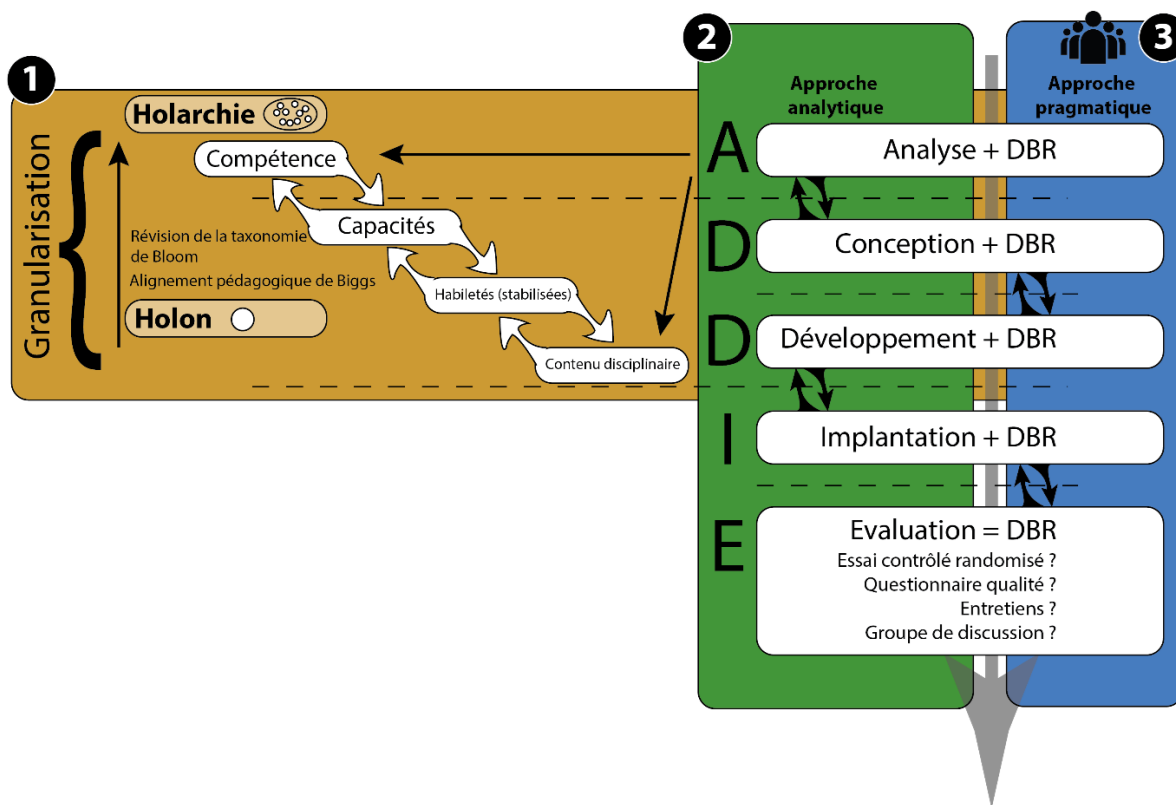 1
Granularisation
Holarchie
Compétence
Capacités
Habiletés (stabilisées)
Contenu disciplinaire
Révision de la taxonomie
de Bloom
Alignement pédagogique de Biggs
Holon
2
Approche
analytique
3
Approche
pragmatique
A
Analyse + DBR
D
Conception + DBR
D
Développement + DBR
I
Implantation + DBR
E
Evaluation = DBR
Essai contrôlé randomisé ?
Questionnaire qualité ?
Entretiens ?
Groupe de discussion ?